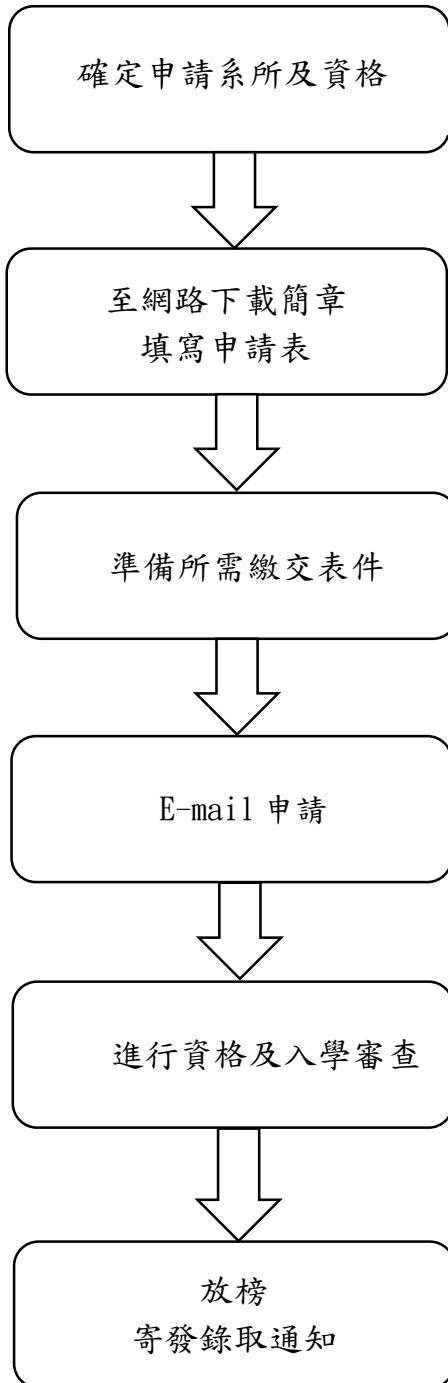 確定申請系所及資格
至網路下載簡章
填寫申請表
準備所需繳交表件
E-mail 申請
進行資格及入學審查
放榜
寄發錄取通知